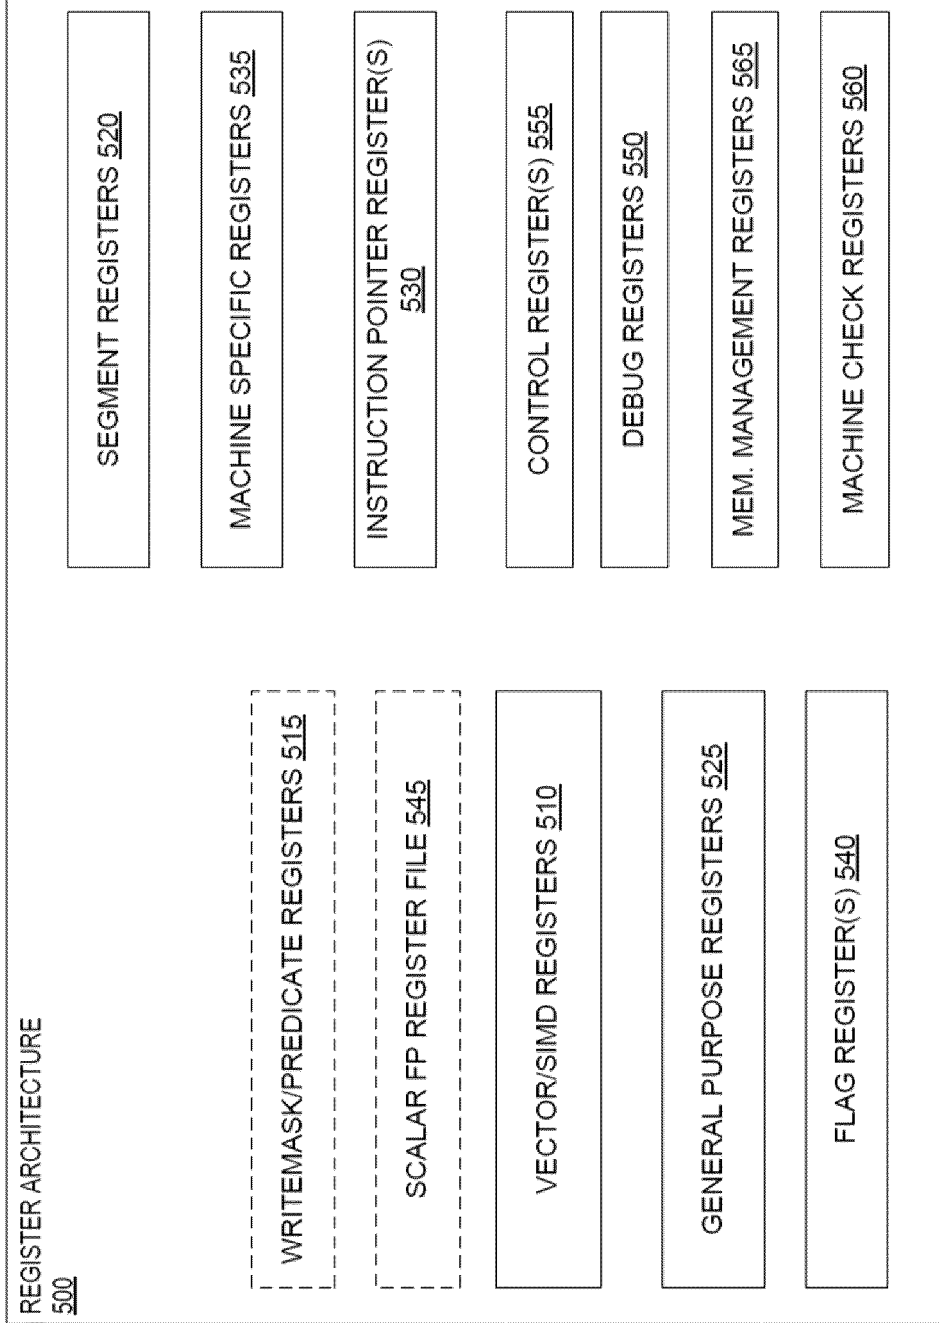 REGISTER ARCHITECTURE
500
WRITEMASK/PREDICATE REGISTERS 515
SCALAR FP REGISTER FILE 545
VECTOR/SIMD REGISTERS 510
GENERAL PURPOSE REGISTERS 525
FLAG REGISTER(S) 540
SEGMENT REGISTERS 520
MACHINE SPECIFIC REGISTERS 535
INSTRUCTION POINTER REGISTER(S)
530
CONTROL REGISTER(S) 555
DEBUG REGISTERS 550
MEM. MANAGEMENT REGISTERS 565
MACHINE CHECK REGISTERS 560